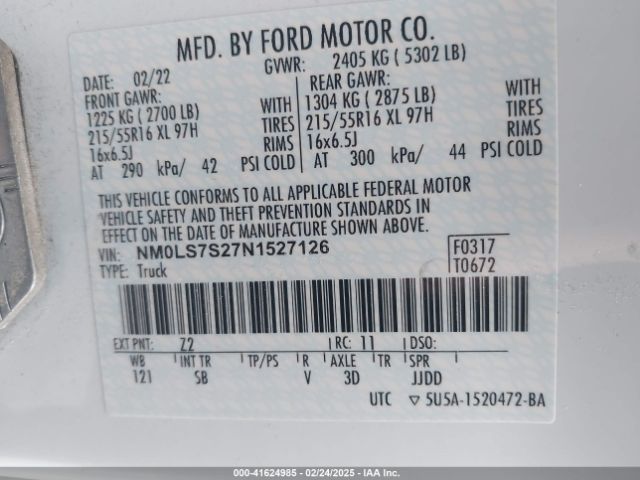 MFD. BY FORD MOTOR CO.
DATE: 02/22 GVWR: 2405 KG ( 5302 LB)
FRONT GAWR: REAR GAWR:
1225 KG ( 2700 LB) WITH 1304 KG ( 2875 LB) WITH
215/55R16 XL 97H TIRES 215/55R16 XL 97H TIRES
16x6.5J RIMS 16x6.5J RIMS
AT 290 kPa/ 42 PSI COLD AT 300 kPa/ 44 PSI COLD
THIS VEHICLE CONFORMS TO ALL APPLICABLE FEDERAL MOTOR
VEHICLE SAFETY AND THEFT PREVENTION STANDARDS IN
EFFECT ON THE DATE OF MANUFACTURE SHOWN ABOVE.
VIN: NM0LS7S27N1527126 F0317
TYPE: Truck T0672
EXT PNT: Z2 RC: 11 DSO:
WB INT TR TP/PS R AXLE TR SPR
121 SB V 3D JJDD
UTC ▽ 5U5A-1520472-BA
000-41624985 - 02/24/2025 - IAA Inc.